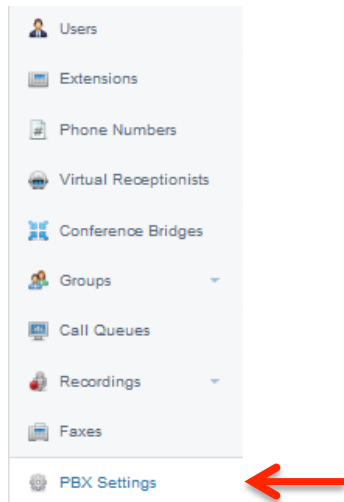 Users
Extensions
Phone Numbers
Virtual Receptionists
Conference Bridges
Groups
Call Queues
Recordings
Faxes
PBX Settings